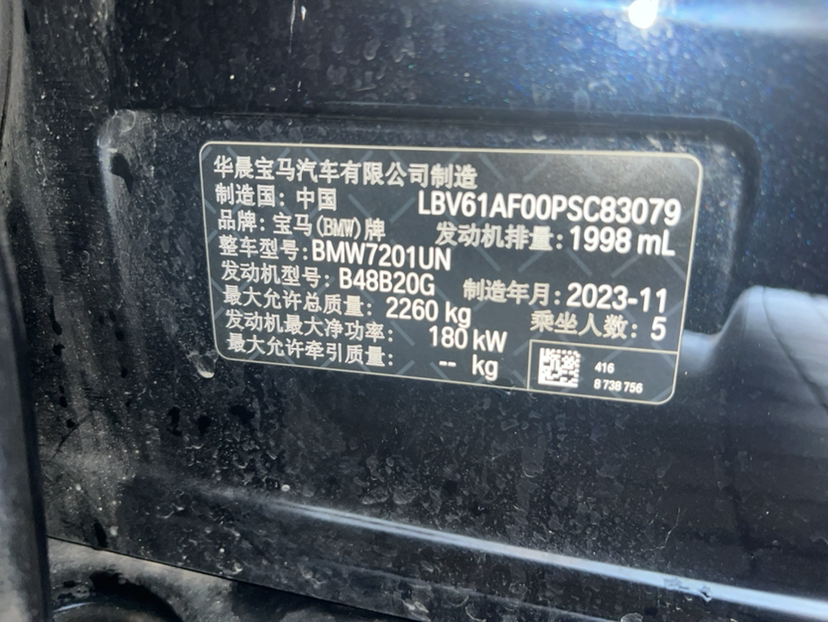 华晨宝马汽车有限公司制造
制造国：中国 LBV61AF00PSC83079
品牌：宝马(BMW)牌 发动机排量：1998 mL
整车型号：BMW7201UN
发动机型号：B48B20G 制造年月：2023-11
最大允许总质量：2260 kg 乘坐人数：5
发动机最大净功率：180 kW
最大允许牵引质量：-- kg
416
8 738 756